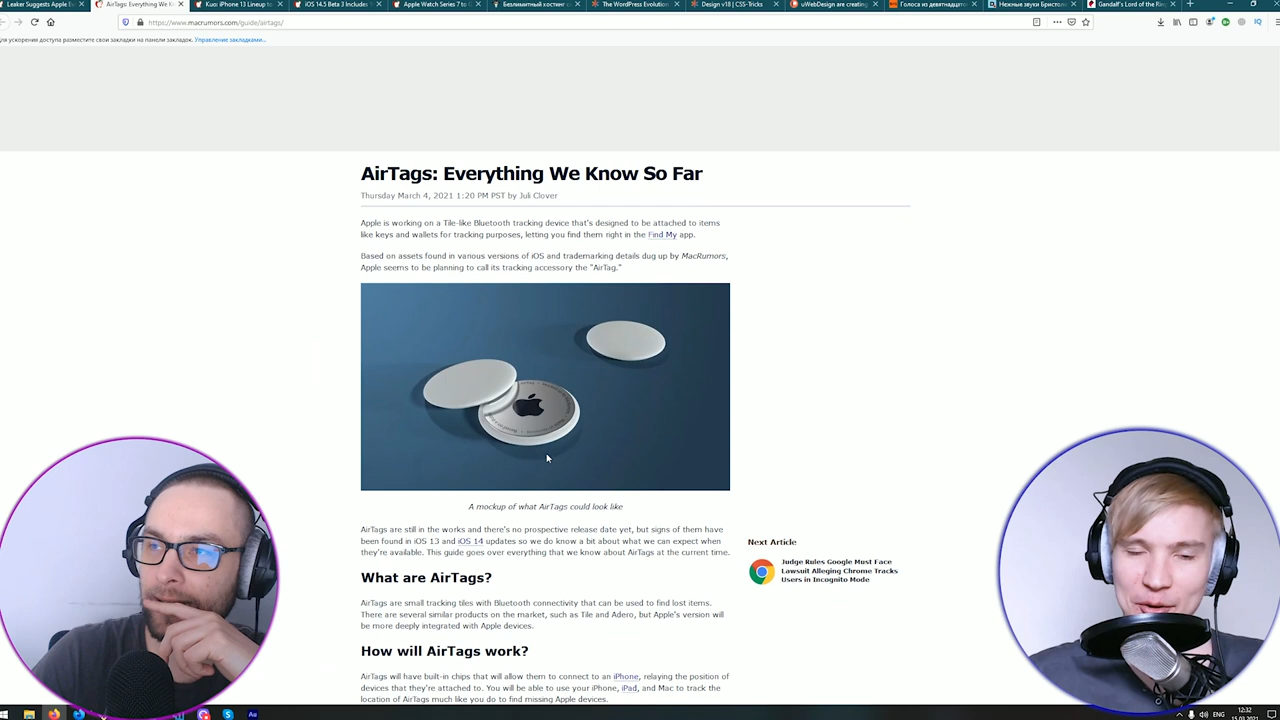 Leaker Suggests Apple Ev
AirTags: Everything We K
Kuo: iPhone 13 Lineup to
iOS 14.5 Beta 3 Includes
Apple Watch Series 7 to
Безлимитный хостинг
The WordPress Evolution
Design v18 | CSS-Tricks
uWebDesign are creating
Голоса из девятнадцат
Нежные звуки Бристол
Gandalf's Lord of the Rin
https://www.macrumors.com/guide/airtags/
Для ускорения доступа разместите свои закладки на панели закладок. Управление закладками…
AirTags: Everything We Know So Far
Thursday March 4, 2021 1:20 PM PST by Juli Clover
Apple is working on a Tile-like Bluetooth tracking device that's designed to be attached to items
like keys and wallets for tracking purposes, letting you find them right in the Find My app.
Based on assets found in various versions of iOS and trademarking details dug up by MacRumors,
Apple seems to be planning to call its tracking accessory the "AirTag."
A mockup of what AirTags could look like
AirTags are still in the works and there's no prospective release date yet, but signs of them have
been found in iOS 13 and iOS 14 updates so we do know a bit about what we can expect when
they're available. This guide goes over everything that we know about AirTags at the current time.
Next Article
Judge Rules Google Must Face
Lawsuit Alleging Chrome Tracks
Users in Incognito Mode
What are AirTags?
AirTags are small tracking tiles with Bluetooth connectivity that can be used to find lost items.
There are several similar products on the market, such as Tile and Adero, but Apple's version will
be more deeply integrated with Apple devices.
How will AirTags work?
AirTags will have built-in chips that will allow them to connect to an iPhone, relaying the position of
devices that they're attached to. You will be able to use your iPhone, iPad, and Mac to track the
location of AirTags much like you do to find missing Apple devices.
ENG
12:32
15.03.2021